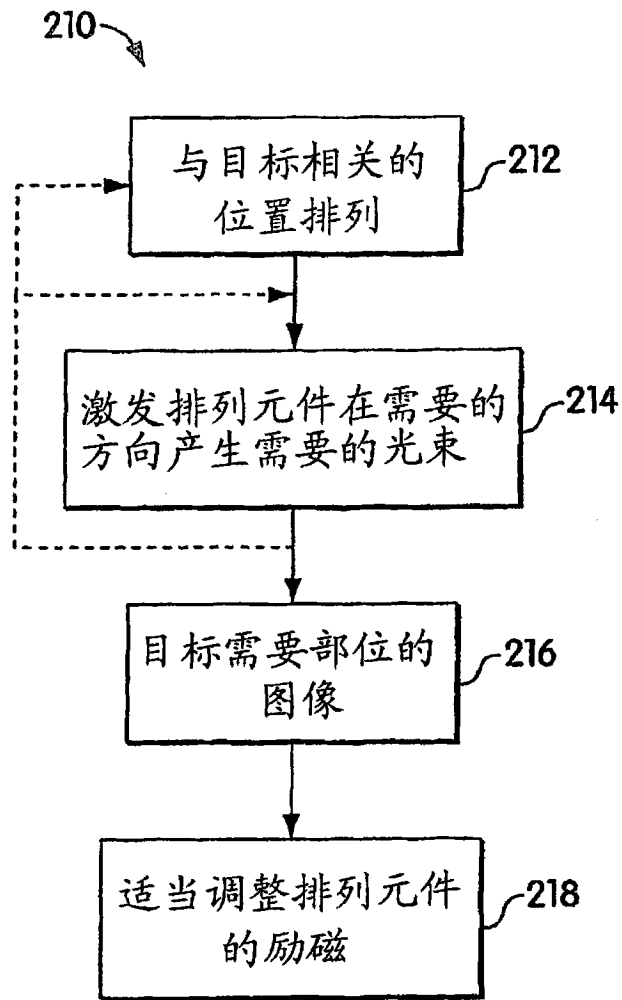 210
与目标相关的
位置排列
212
激发排列元件在需要的
方向产生需要的光束
214
目标需要部位的
图像
216
适当调整排列元件
的励磁
218